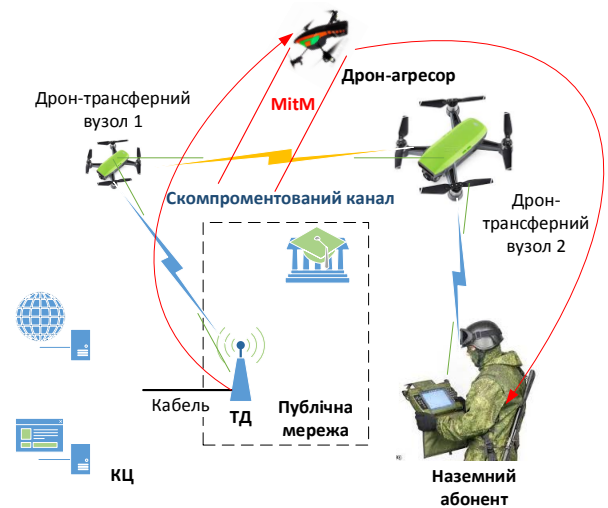 Дрон-агресор
MitM
Дрон-трансферний
вузол 1
Скомпроментований канал
Дрон-
трансферний
вузол 2
Кабель
ТД
Публічна
мережа
КЦ
Наземний
абонент